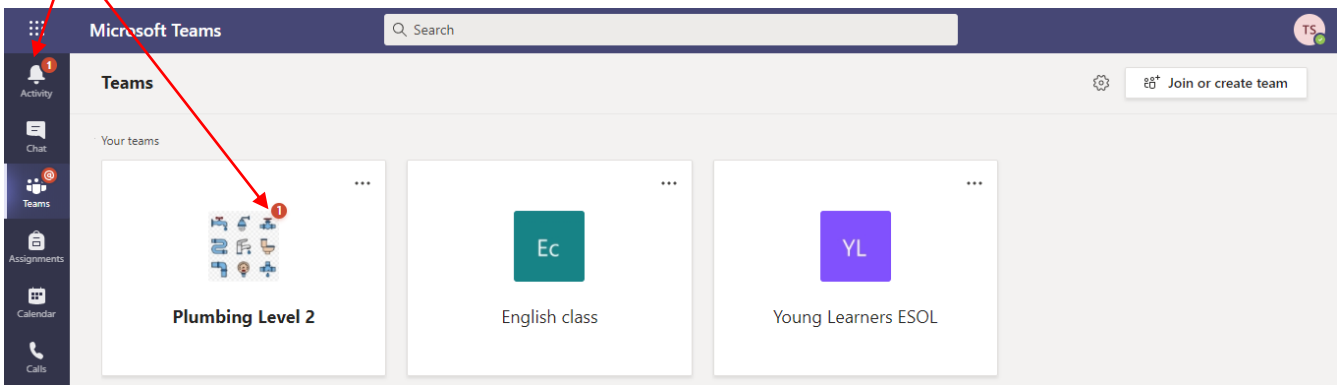 Microsoft Teams
Search
TS
1
Activity
Chat
@
Teams
Assignments
Calendar
Calls
Teams
Join or create team
Your teams
...
1
Plumbing Level 2
...
Ec
English class
...
YL
Young Learners ESOL